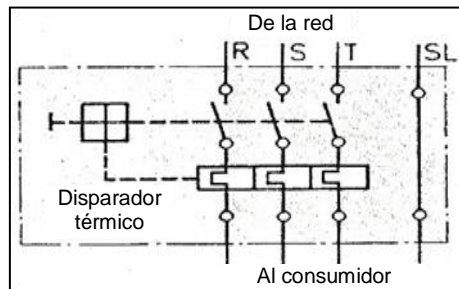 De la red
R S T SL
Disparador
térmico
Al consumidor